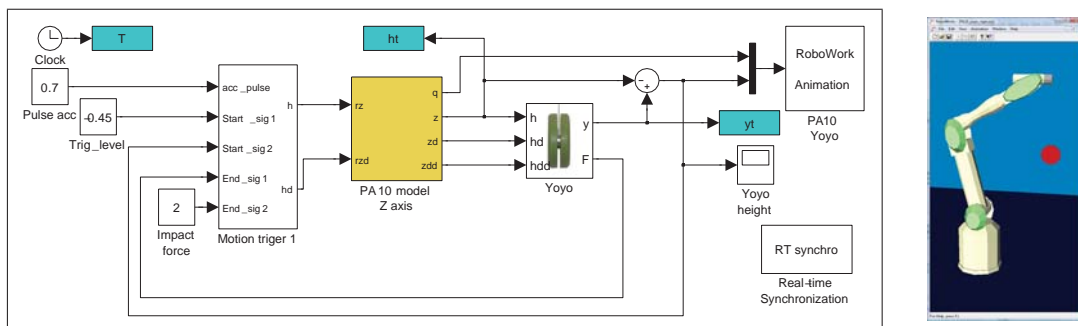 Clock
T
0.7
Pulse acc
-0.45
Trig_level
2
Impact
force
acc _pulse
Start _sig 1
Start _sig 2
End _sig 1
End _sig 2
h
hd
Motion triger 1
rz
rzd
q
z
zd
zdd
PA 10 model
Z axis
ht
h
hd
hdd
y
F
Yoyo
-
+
yt
Yoyo
height
RoboWork
Animation
PA10
Yoyo
RT synchro
Real-time
Synchronization